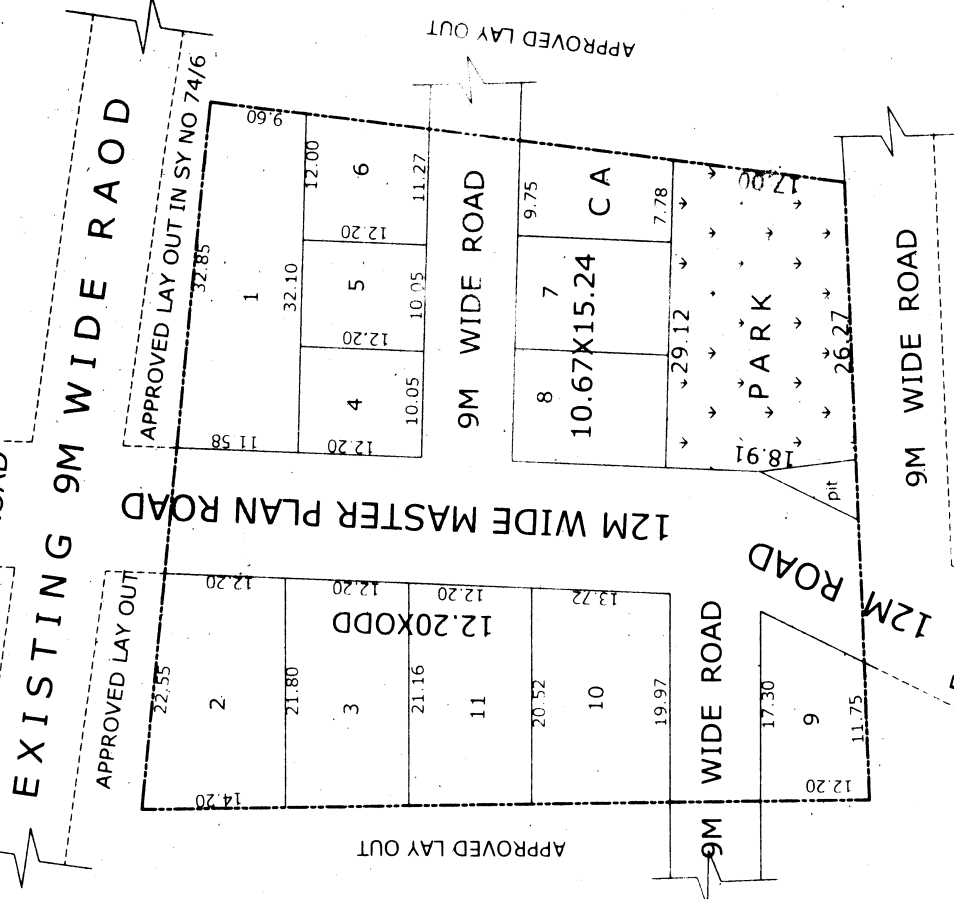 APPROVED LAY OUT
EXISTING 9M WIDE RAOD
APPROVED LAY OUT IN SY NO 74/6
9.60
32.85
1
32.10
11.58
12.00
6
11.27
12.20
5
10.05
12.20
4
10.05
12.20
9M WIDE ROAD
9.75
C A
7.78
7
8
10.67X15.24
29.12
17.00
PARK
26.27
18.91
pit
9M WIDE ROAD
12M WIDE MASTER PLAN ROAD
12M ROAD
APPROVED LAY OUT
12.20
22.55
2
21.80
14.20
12.20
3
21.16
12.20XODD
12.20
11
20.52
13.72
10
19.97
9M WIDE ROAD
17.30
9
11.75
12.20
APPROVED LAY OUT